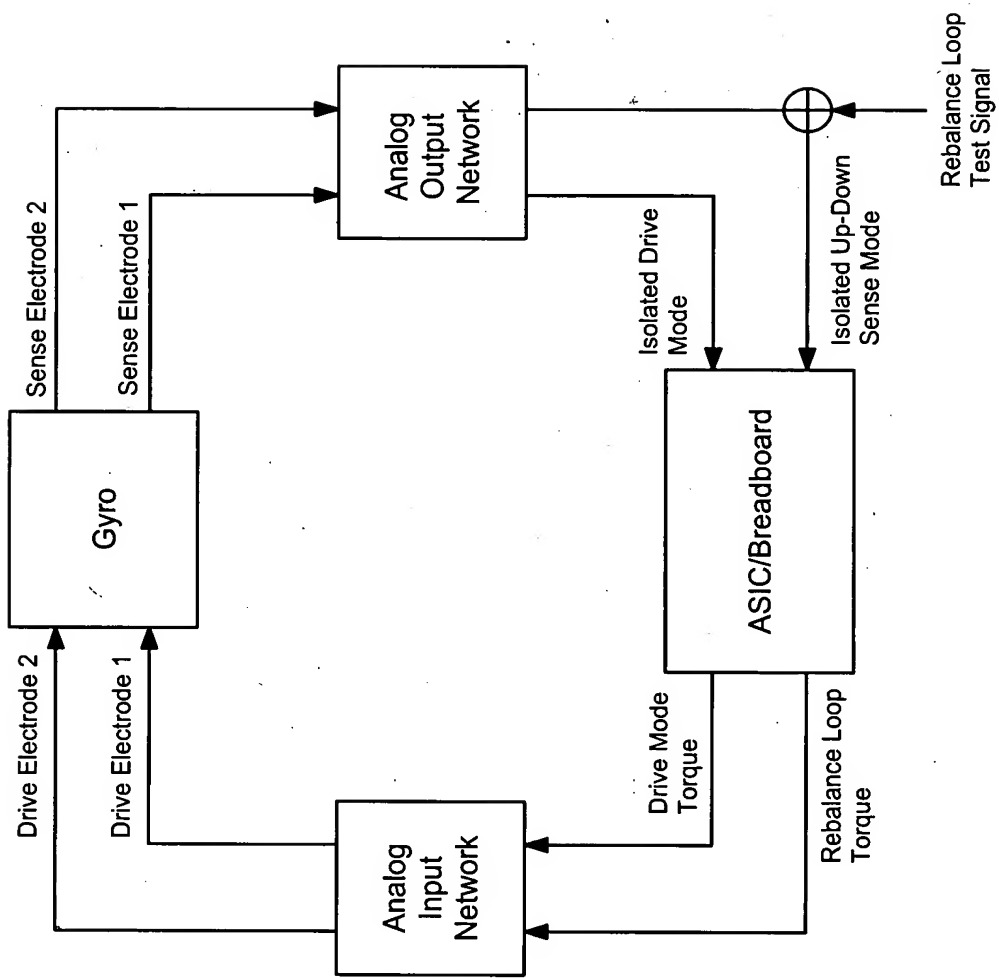 Drive Electrode 2
Drive Electrode 1
Gyro
Sense Electrode 2
Sense Electrode 1
Analog
Input
Network
Analog
Output
Network
Drive Mode
Torque
Rebalance Loop
Torque
ASIC/Breadboard
Isolated Drive
Mode
Isolated Up-Down
Sense Mode
Rebalance Loop
Test Signal